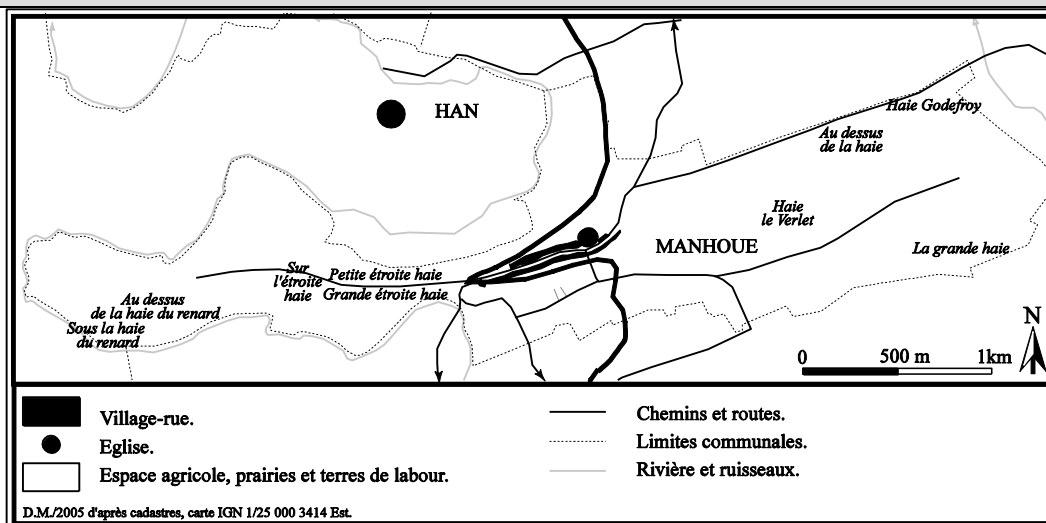 HAN
Haie Godefroy
Au dessus
de la haie
Haie
le Verlet
MANHOUE
La grande haie
Sur
l'étroite
haie
Petite étroite haie
Grande étroite haie
Au dessus
de la haie du renard
Sous la haie
du renard
N
0 500 m 1km
Village-rue.
Eglise.
Espace agricole, prairies et terres de labour.
Chemins et routes.
Limites communales.
Rivière et ruisseaux.
D.M./2005 d'après cadastres, carte IGN 1/25 000 3414 Est.